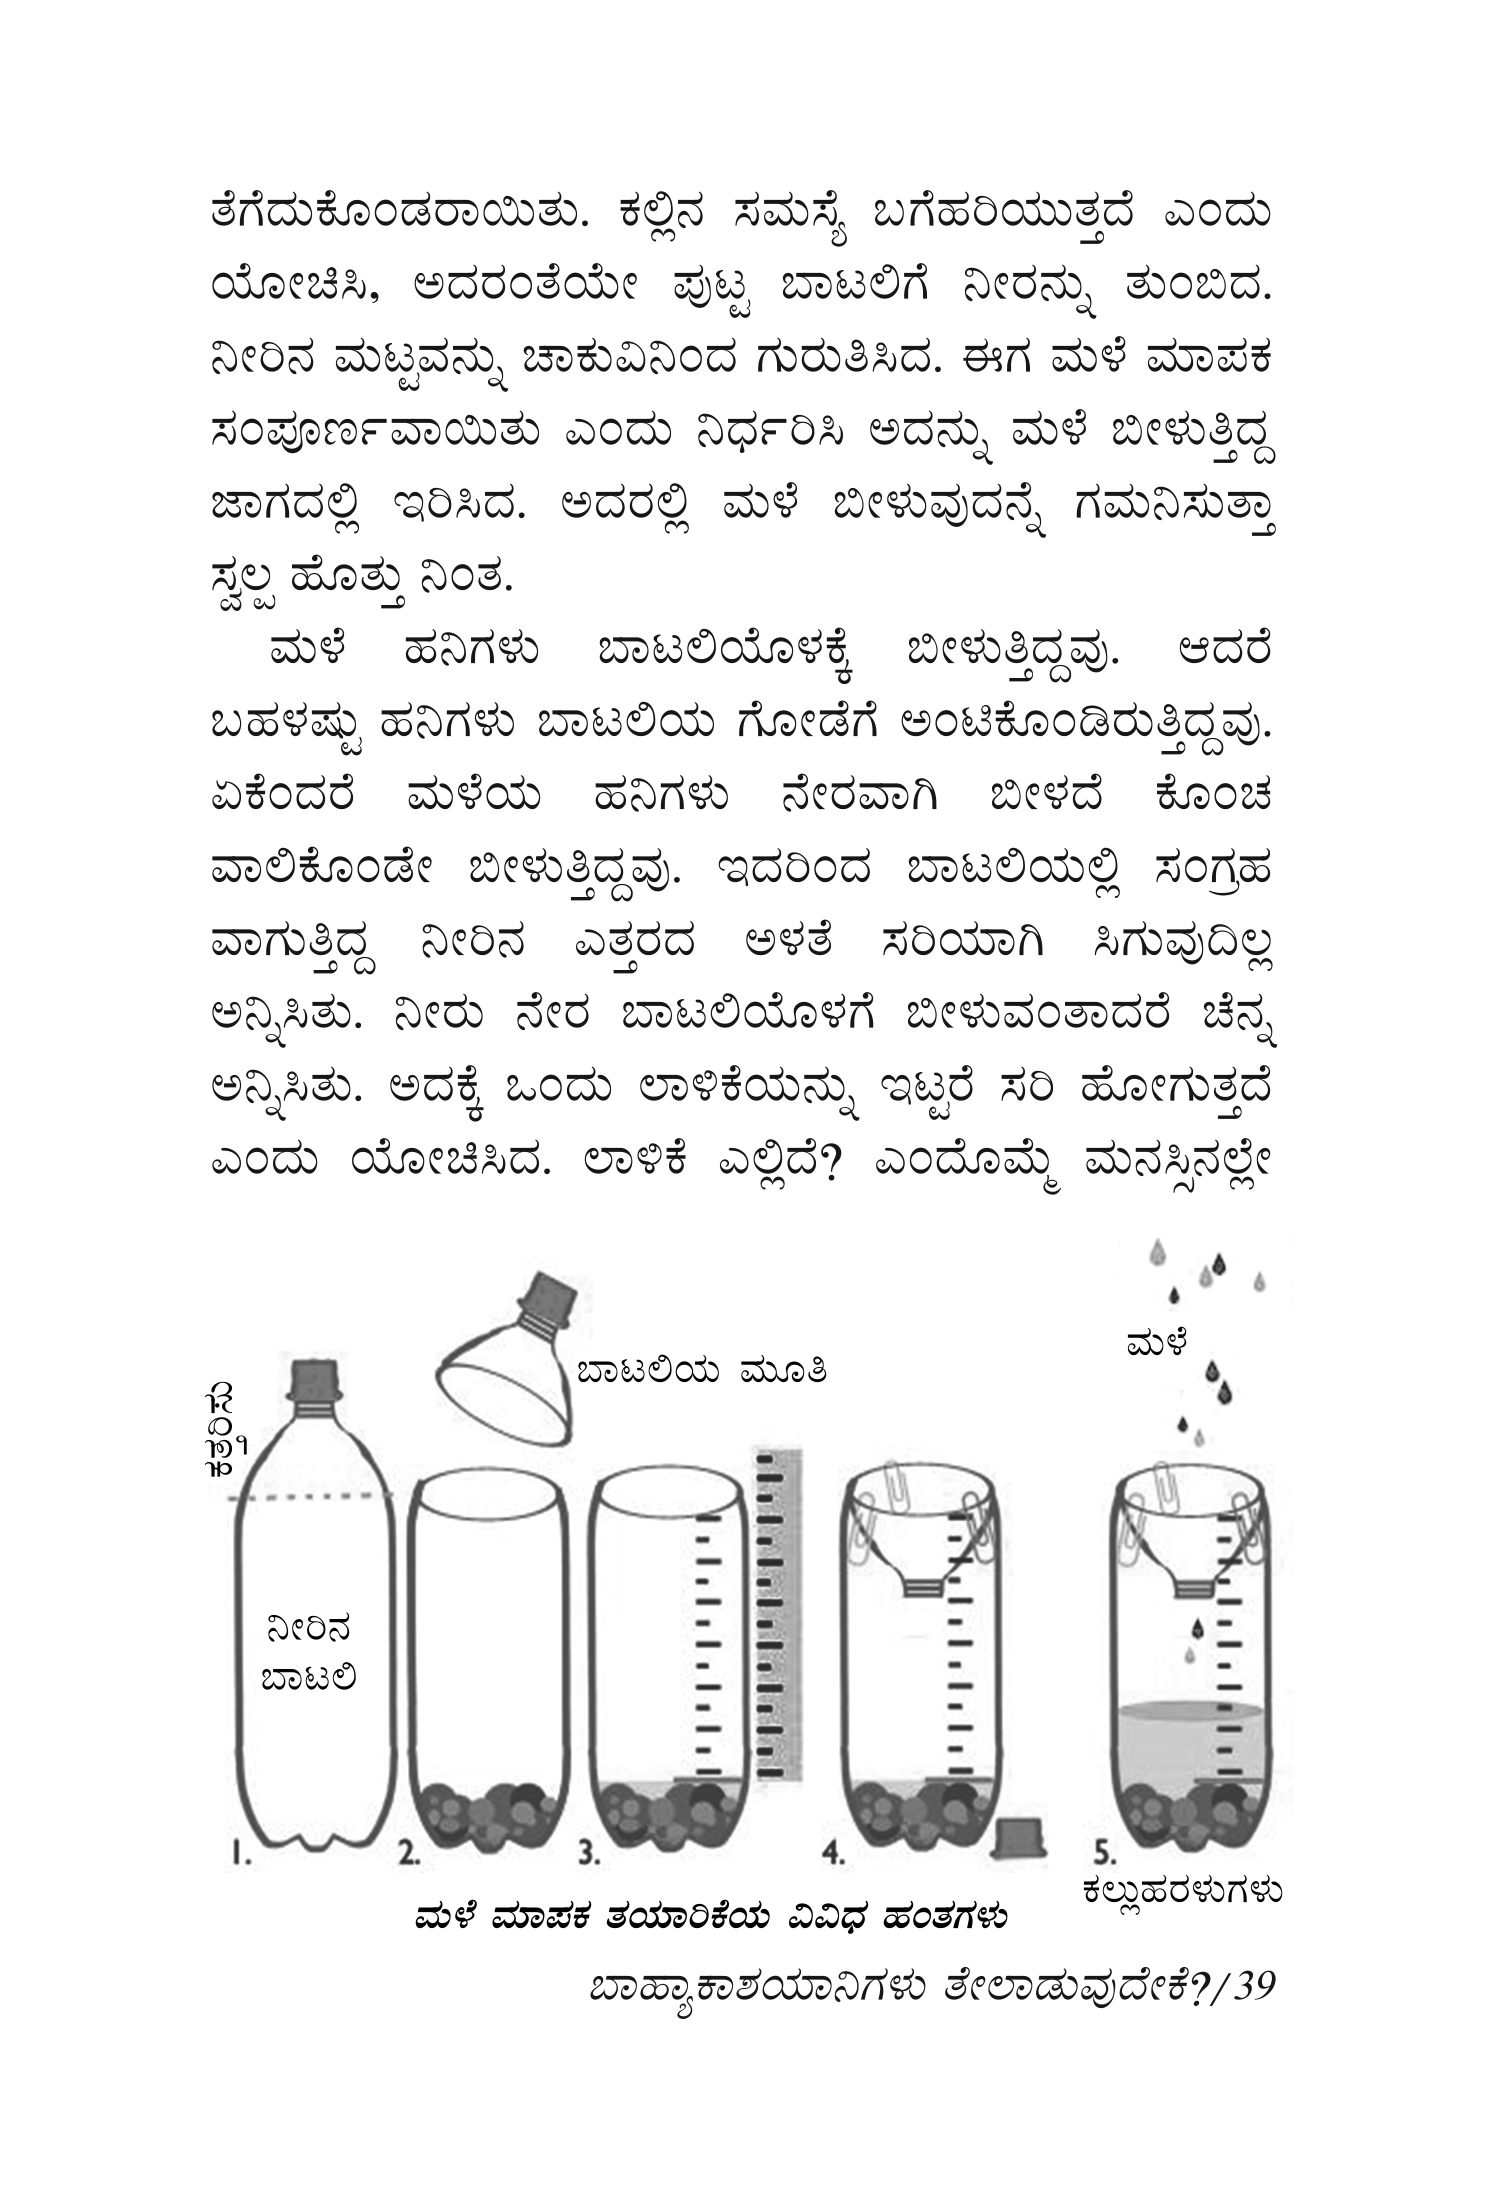 ತೆಗೆದುಕೊಂಡರಾಯಿತು. ಕಲ್ಲಿನ ಸಮಸ್ಯೆ ಬಗೆಹರಿಯುತ್ತದೆ ಎಂದು
ಯೋಚಿಸಿ, ಅದರಂತೆಯೇ ಪುಟ್ಟ ಬಾಟಲಿಗೆ ನೀರನ್ನು ತುಂಬಿದ.
ನೀರಿನ ಮಟ್ಟವನ್ನು ಚಾಕುವಿನಿಂದ ಗುರುತಿಸಿದ. ಈಗ ಮಳೆ ಮಾಪಕ
ಸಂಪೂರ್ಣವಾಯಿತು ಎಂದು ನಿರ್ಧರಿಸಿ ಅದನ್ನು ಮಳೆ ಬೀಳುತ್ತಿದ್ದ
ಜಾಗದಲ್ಲಿ ಇರಿಸಿದ. ಅದರಲ್ಲಿ ಮಳೆ ಬೀಳುವುದನ್ನೆ ಗಮನಿಸುತ್ತಾ
ಸ್ವಲ್ಪ ಹೊತ್ತು ನಿಂತ.
ಮಳೆ ಹನಿಗಳು ಬಾಟಲಿಯೊಳಕ್ಕೆ ಬೀಳುತ್ತಿದ್ದವು. ಆದರೆ
ಬಹಳಷ್ಟು ಹನಿಗಳು ಬಾಟಲಿಯ ಗೋಡೆಗೆ ಅಂಟಿಕೊಂಡಿರುತ್ತಿದ್ದವು.
ಏಕೆಂದರೆ ಮಳೆಯ ಹನಿಗಳು ನೇರವಾಗಿ ಬೀಳದೆ ಕೊಂಚ
ವಾಲಿಕೊಂಡೇ ಬೀಳುತ್ತಿದ್ದವು. ಇದರಿಂದ ಬಾಟಲಿಯಲ್ಲಿ ಸಂಗ್ರಹ
ವಾಗುತ್ತಿದ್ದ ನೀರಿನ ಎತ್ತರದ ಅಳತೆ ಸರಿಯಾಗಿ ಸಿಗುವುದಿಲ್ಲ
ಅನ್ನಿಸಿತು. ನೀರು ನೇರ ಬಾಟಲಿಯೊಳಗೆ ಬೀಳುವಂತಾದರೆ ಚೆನ್ನ
ಅನ್ನಿಸಿತು. ಅದಕ್ಕೆ ಒಂದು ಲಾಳಿಕೆಯನ್ನು ಇಟ್ಟರೆ ಸರಿ ಹೋಗುತ್ತದೆ
ಎಂದು ಯೋಚಿಸಿದ. ಲಾಳಿಕೆ ಎಲ್ಲಿದೆ? ಎಂದೊಮ್ಮೆ ಮನಸ್ಸಿನಲ್ಲೇ
ಮಳೆ
ಬಾಟಲಿಯ ಮೂತಿ
ಕತ್ತರಿಸು
ನೀರಿನ
ಬಾಟಲಿ
1. 2. 3. 4. 5.
ಕಲ್ಲುಹರಳುಗಳು
ಮಳೆ ಮಾಪಕ ತಯಾರಿಕೆಯ ವಿವಿಧ ಹಂತಗಳು
ಬಾಹ್ಯಾಕಾಶಯಾನಿಗಳು ತೇಲಾಡುವುದೇಕೆ?/39